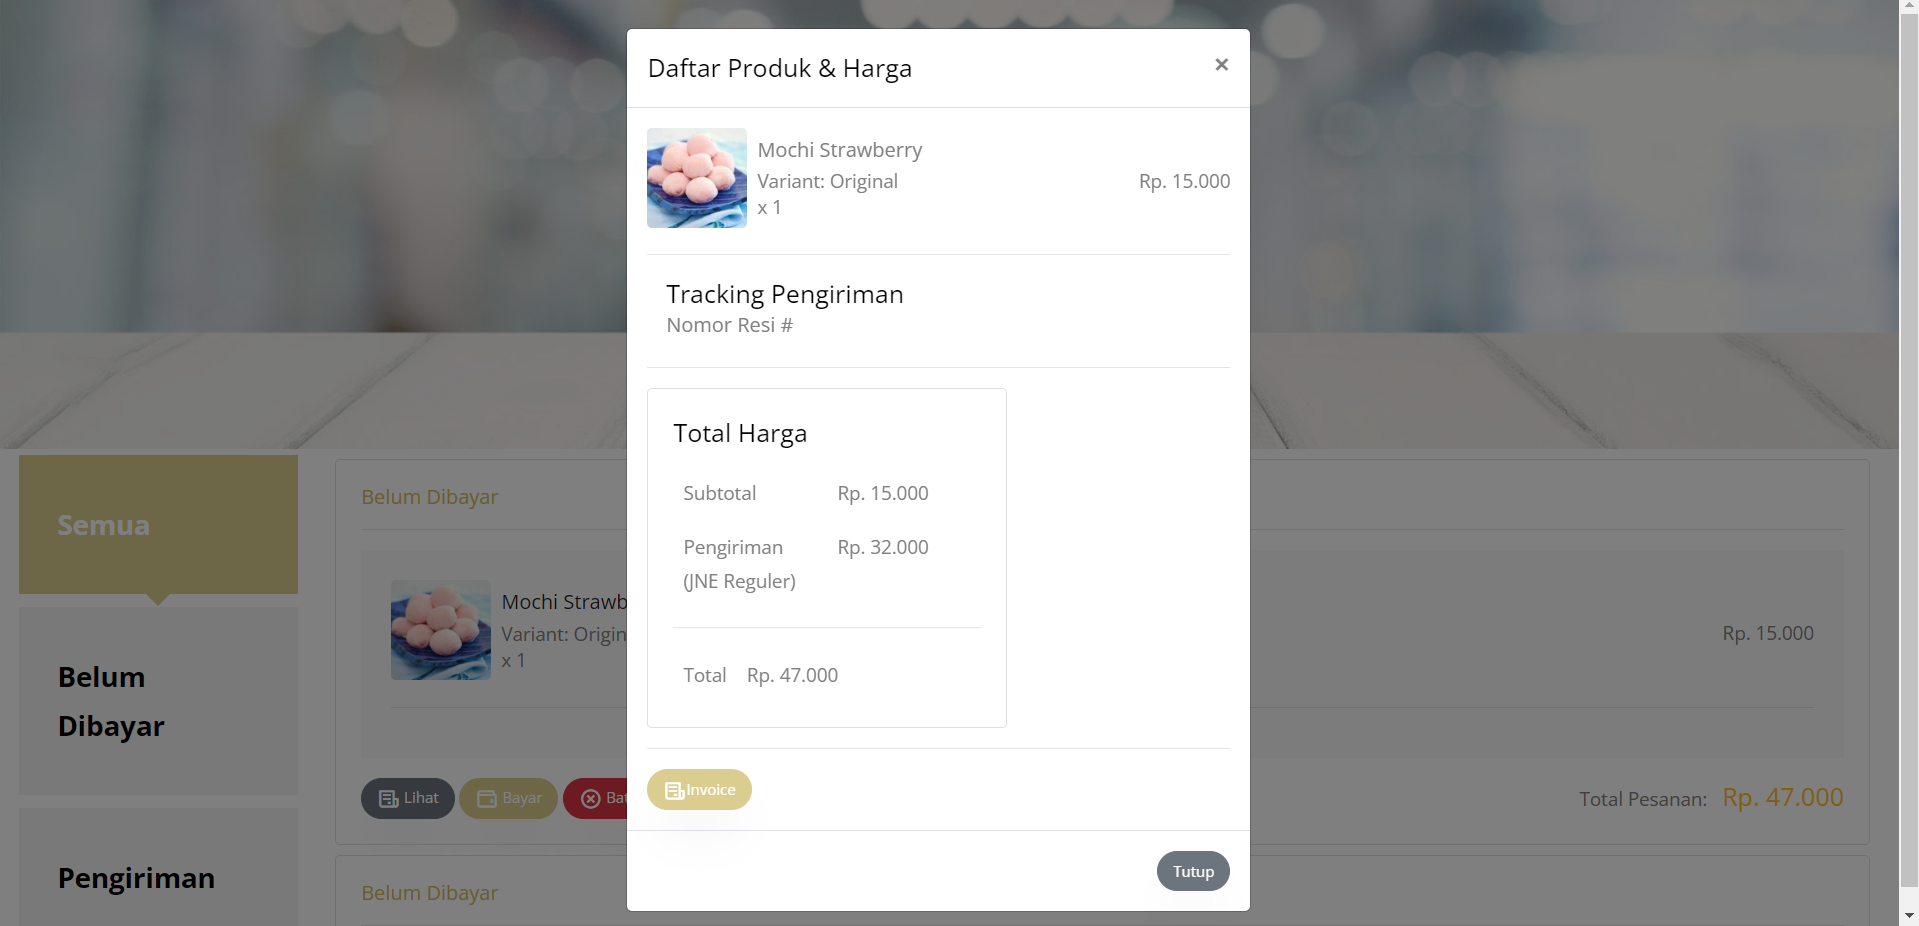 Daftar Produk & Harga
×
Mochi Strawberry
Variant: Original
x 1
Rp. 15.000
Tracking Pengiriman
Nomor Resi #
Total Harga
Subtotal Rp. 15.000
Pengiriman Rp. 32.000
(JNE Reguler)
Total Rp. 47.000
Invoice
Tutup
Semua
Belum
Dibayar
Pengiriman
Belum Dibayar
Mochi Strawb
Variant: Origin
x 1
Rp. 15.000
Lihat
Bayar
Bat
Total Pesanan: Rp. 47.000
Belum Dibayar